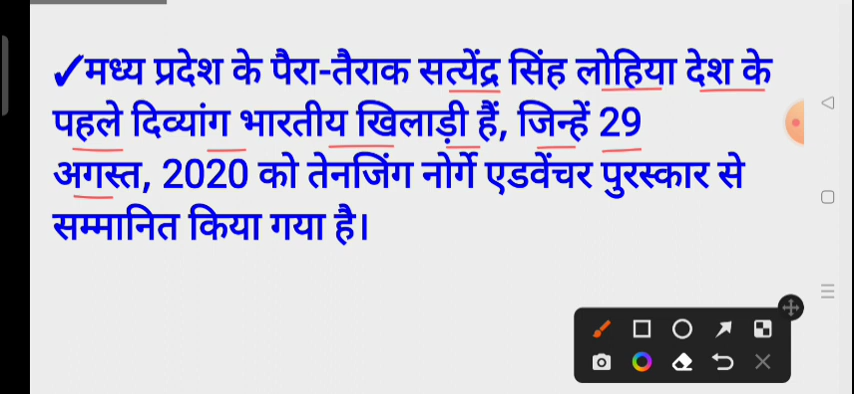 ✓मध्य प्रदेश के पैरा-तैराक सत्येंद्र सिंह लोहिया देश के
पहले दिव्यांग भारतीय खिलाड़ी हैं, जिन्हें 29
अगस्त, 2020 को तेनजिंग नोर्गे एडवेंचर पुरस्कार से
सम्मानित किया गया है।